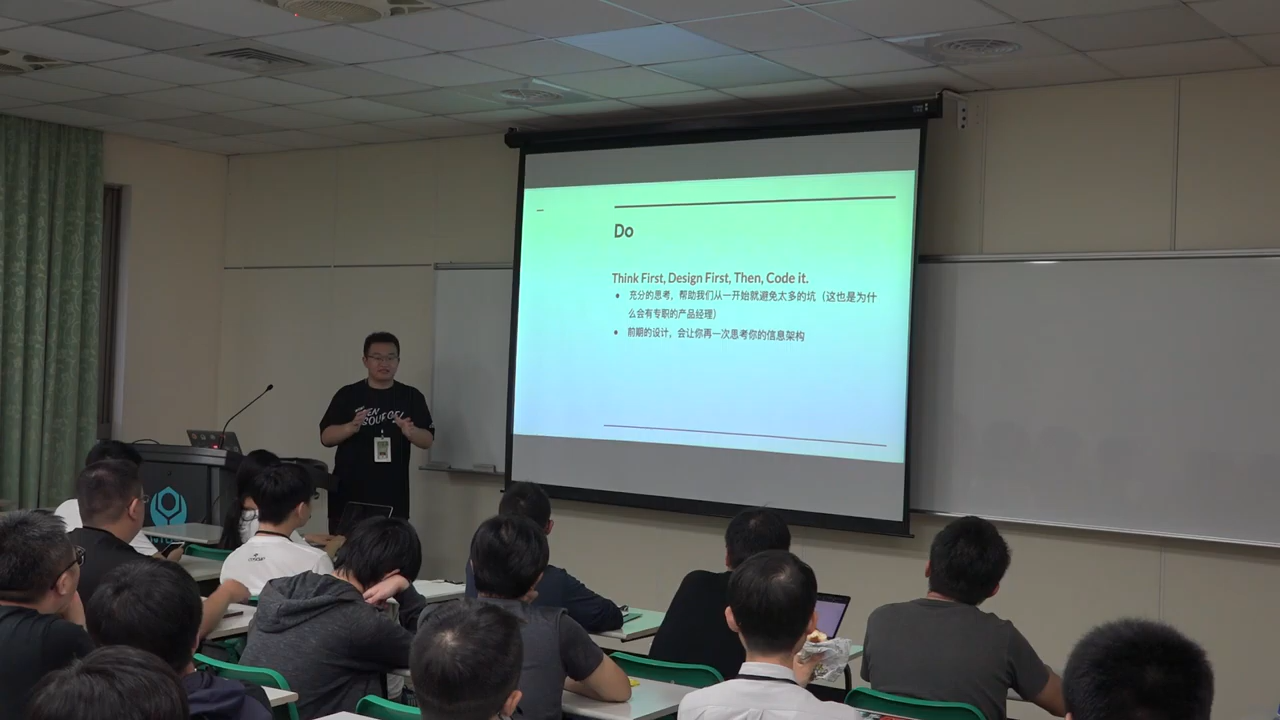 Do
Think First, Design First, Then, Code it.
充分的思考，帮助我们从一开始就避免太多的坑（这也是为什
么会有专职的产品经理）
前期的设计，会让你再一次思考你的信息架构